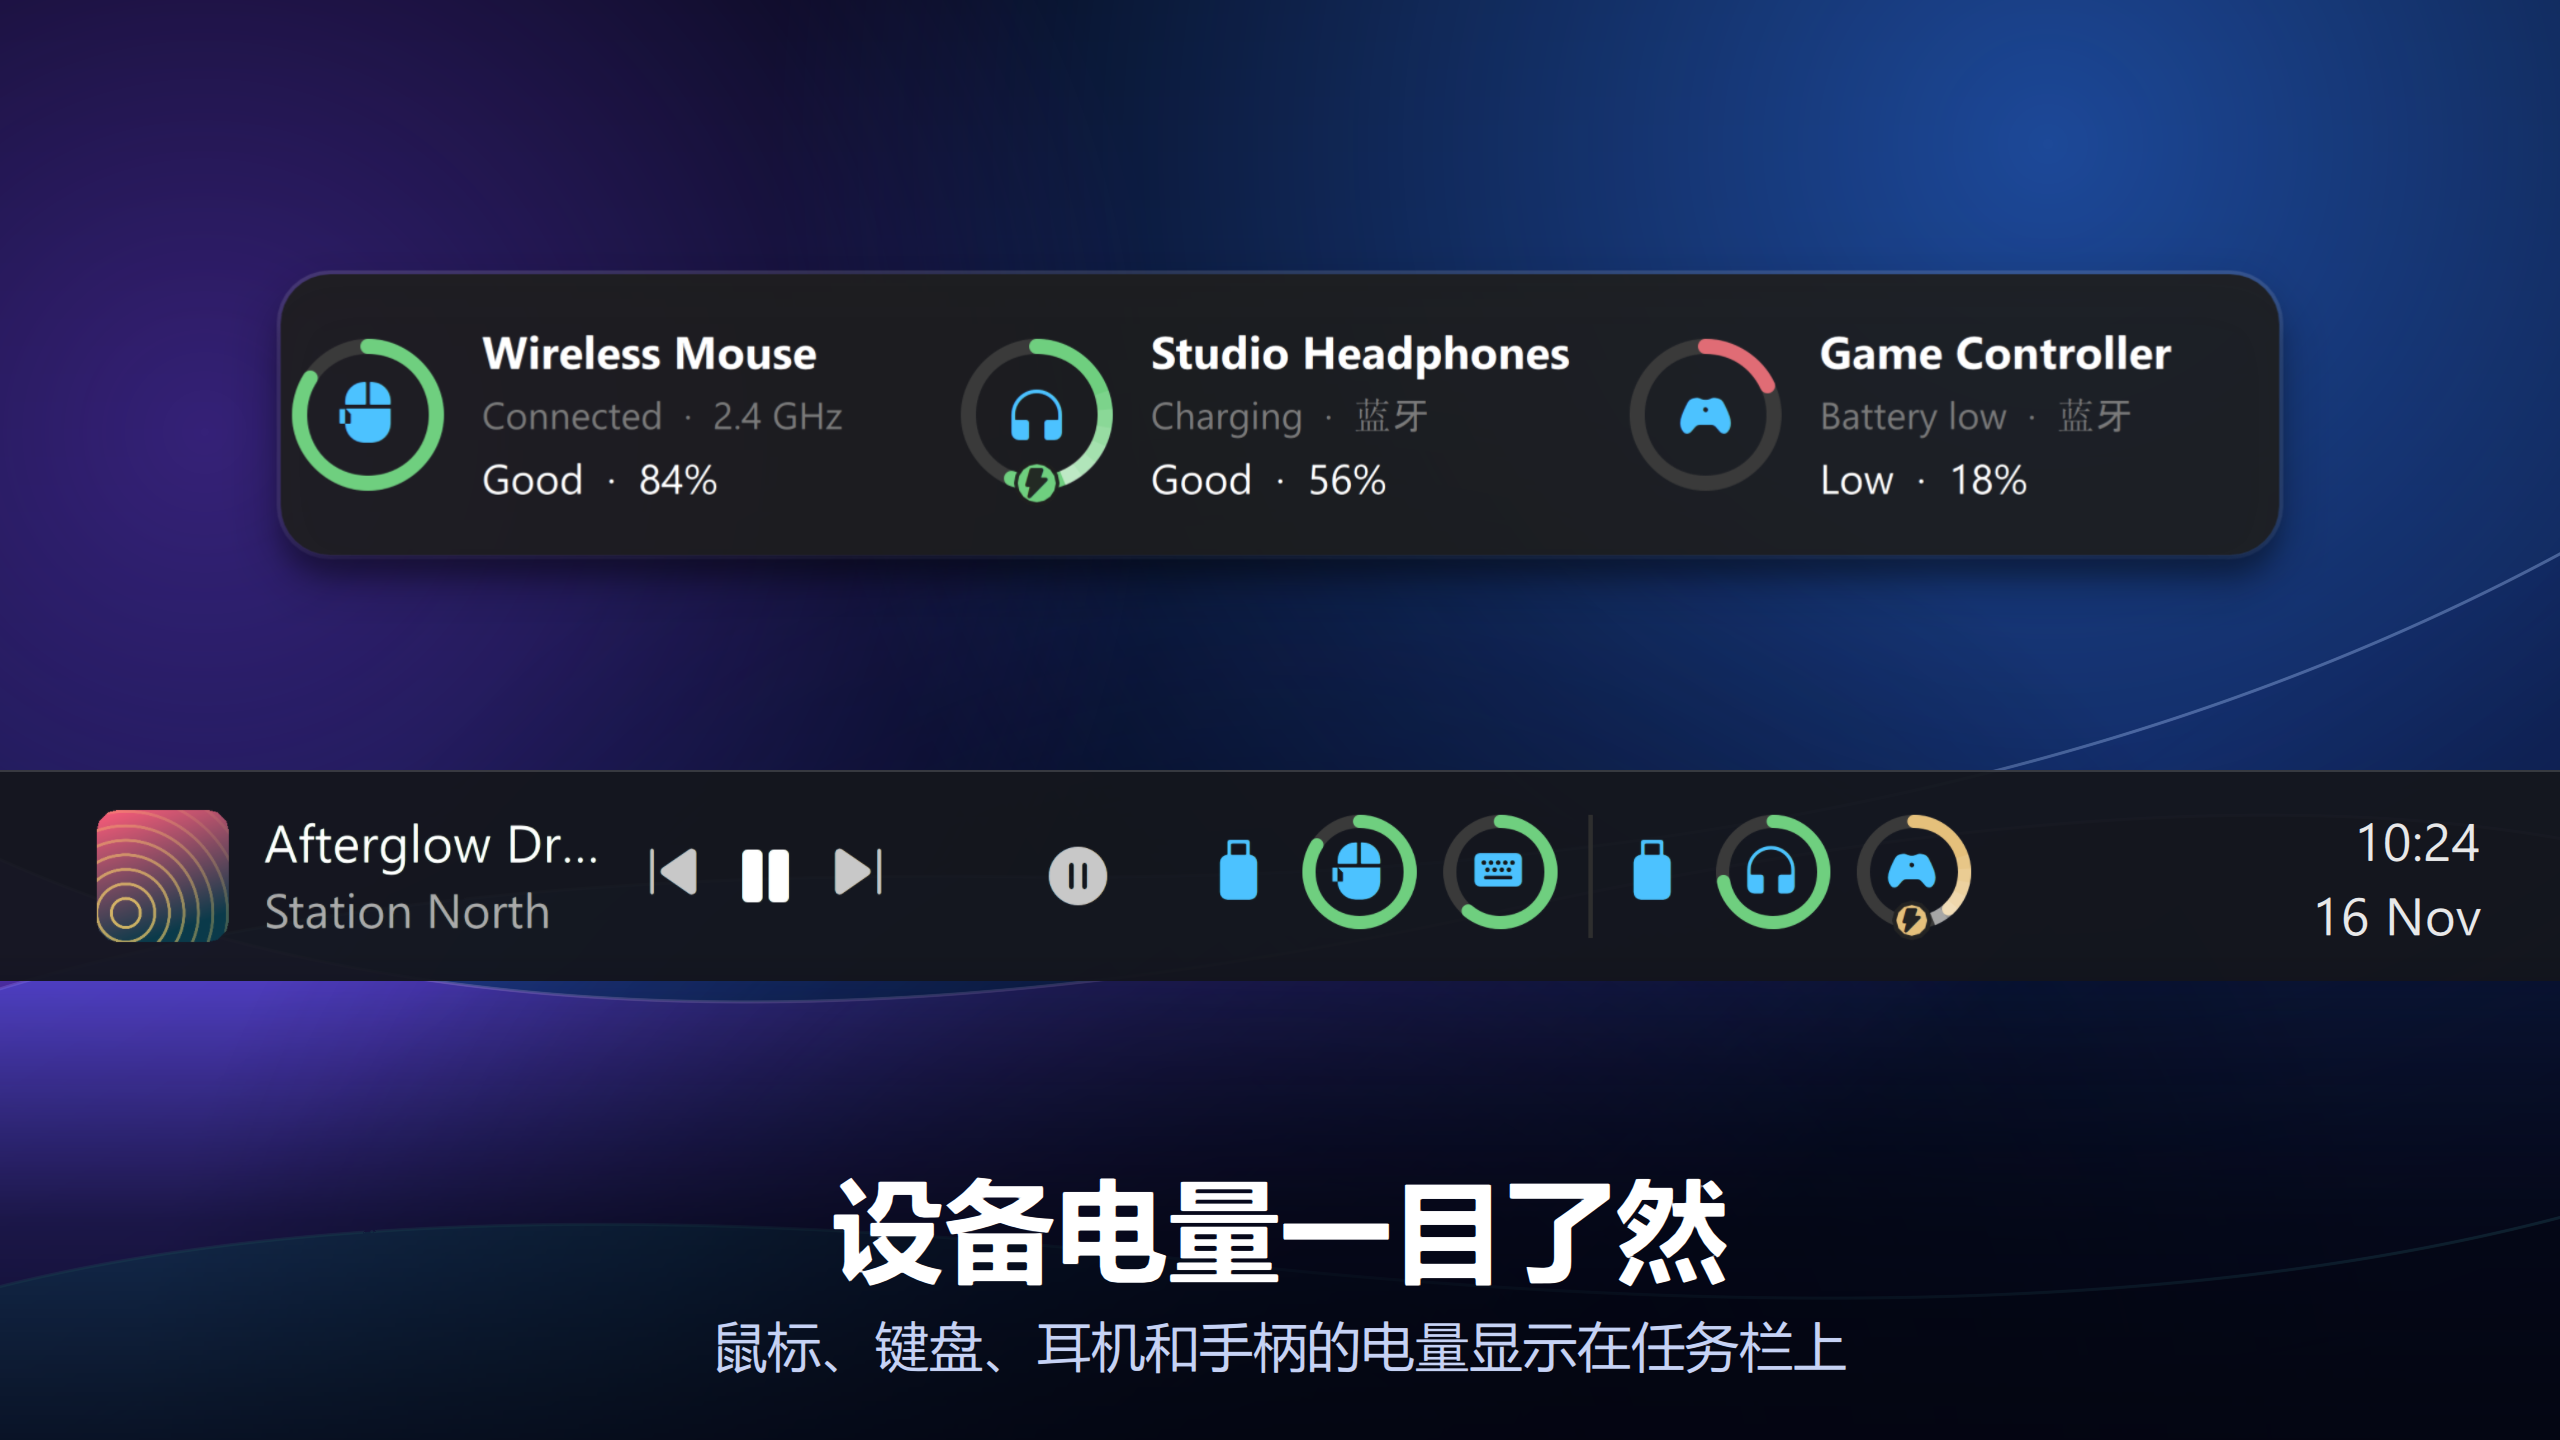 Wireless Mouse
Connected · 2.4 GHz
Good · 84%
Studio Headphones
Charging · 蓝牙
Good · 56%
Game Controller
Battery low · 蓝牙
Low · 18%
Afterglow Dr...
Station North
10:24
16 Nov
设备电量一目了然
鼠标、键盘、耳机和手柄的电量显示在任务栏上